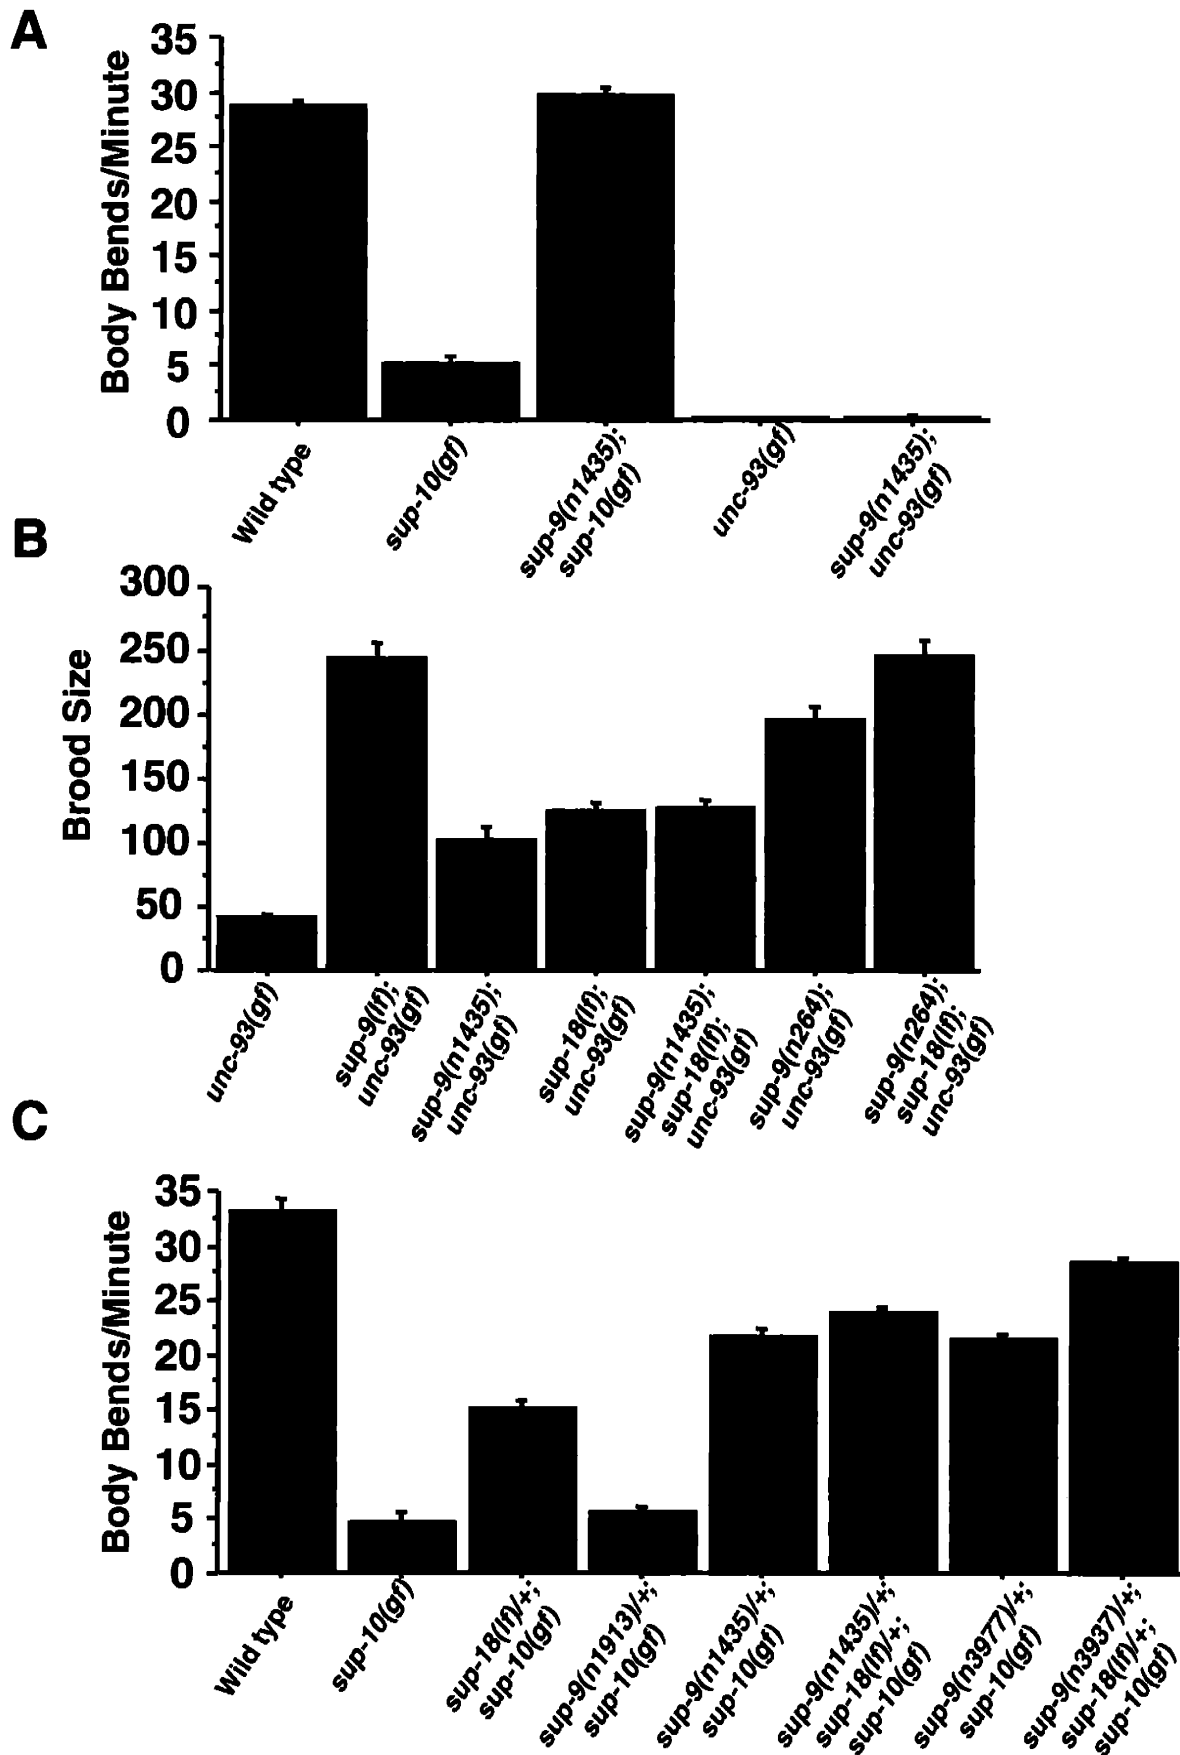 A
Body Bends/Minute
35
30
25
20
15
10
5
0
Wild type
sup-10(gf)
sup-9(n1435);
sup-10(gf)
unc-93(gf)
sup-9(n1435);
unc-93(gf)
B
Brood Size
300
250
200
150
100
50
0
unc-93(gf)
sup-9(lf);
unc-93(gf)
sup-9(n1435);
unc-93(gf)
sup-18(lf);
unc-93(gf)
sup-9(n1435);
sup-18(lf);
unc-93(gf)
sup-9(n264);
unc-93(gf)
sup-9(n264);
sup-18(lf);
unc-93(gf)
C
Body Bends/Minute
35
30
25
20
15
10
5
0
Wild type
sup-10(gf)
sup-18(lf)/+;
sup-10(gf)
sup-9(n1913)/+;
sup-10(gf)
sup-9(n1435)/+;
sup-10(gf)
sup-9(n1435)/+;
sup-18(lf)/+;
sup-10(gf)
sup-9(n3977)/+;
sup-10(gf)
sup-9(n3937)/+;
sup-18(lf)/+;
sup-10(gf)